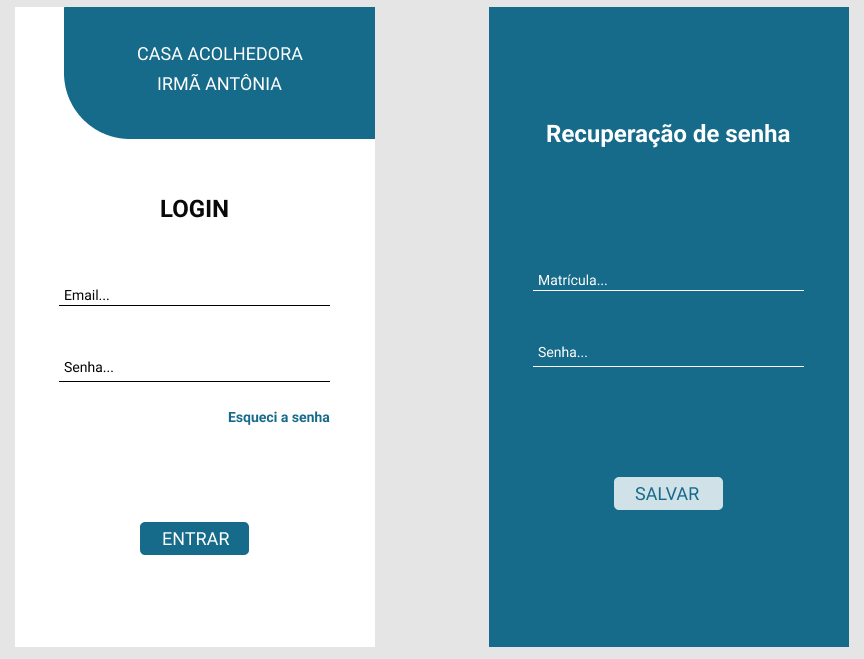 CASA ACOLHEDORA
IRMÃ ANTÔNIA
LOGIN
Email...
Senha...
Esqueci a senha
ENTRAR
Recuperação de senha
Matrícula...
Senha...
SALVAR